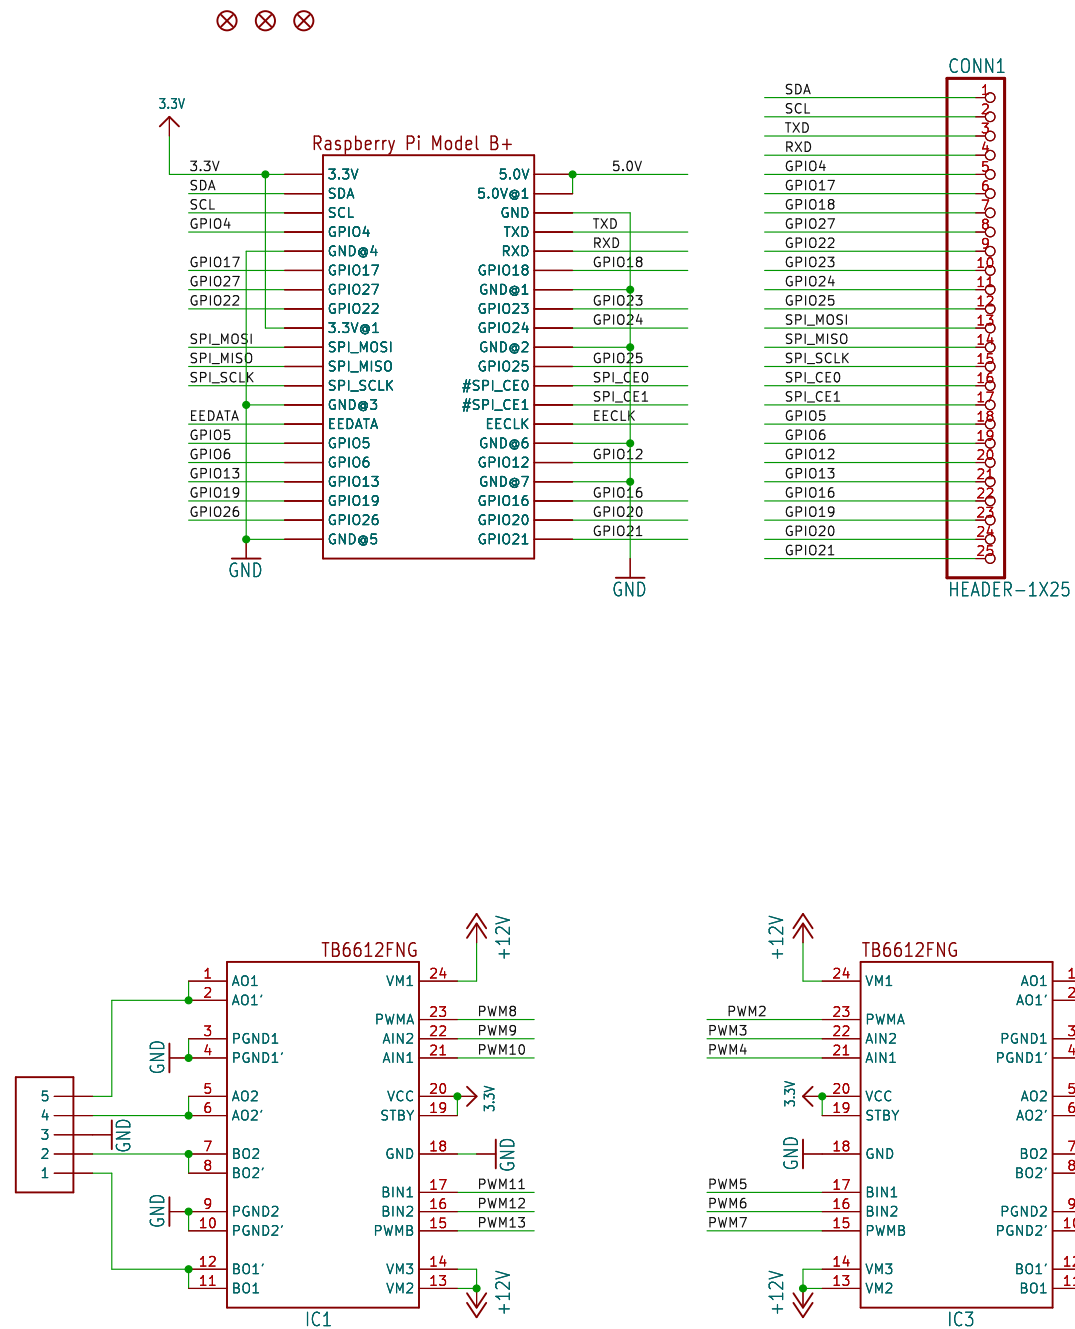 3.3V
Raspberry Pi Model B+
3.3V
SDA
SCL
GPIO4
GPIO17
GPIO27
GPIO22
SPI_MOSI
SPI_MISO
SPI_SCLK
EEDATA
GPIO5
GPIO6
GPIO13
GPIO19
GPIO26
GND
3.3V
SDA
SCL
GPIO4
GND@4
GPIO17
GPIO27
GPIO22
3.3V@1
SPI_MOSI
SPI_MISO
SPI_SCLK
GND@3
EEDATA
GPIO5
GPIO6
GPIO13
GPIO19
GPIO26
GND@5
5.0V
5.0V@1
GND
TXD
RXD
GPIO18
GND@1
GPIO23
GPIO24
GND@2
GPIO25
#SPI_CE0
#SPI_CE1
EECLK
GND@6
GPIO12
GND@7
GPIO16
GPIO20
GPIO21
5.0V
TXD
RXD
GPIO18
GPIO23
GPIO24
GPIO25
SPI_CE0
SPI_CE1
EECLK
GPIO12
GPIO16
GPIO20
GPIO21
GND
CONN1
SDA 1
SCL 2
TXD 3
RXD 4
GPIO4 5
GPIO17 6
GPIO18 7
GPIO27 8
GPIO22 9
GPIO23 10
GPIO24 11
GPIO25 12
SPI_MOSI 13
SPI_MISO 14
SPI_SCLK 15
SPI_CE0 16
SPI_CE1 17
GPIO5 18
GPIO6 19
GPIO12 20
GPIO13 21
GPIO16 22
GPIO19 23
GPIO20 24
GPIO21 25
HEADER-1X25
5
4
3
2
1
GND
GND
GND
TB6612FNG
1 AO1
2 AO1'
3 PGND1
4 PGND1'
5 AO2
6 AO2'
7 BO2
8 BO2'
9 PGND2
10 PGND2'
12 BO1'
11 BO1
VM1 24
PWMA 23 PWM8
AIN2 22 PWM9
AIN1 21 PWM10
VCC 20
STBY 19
GND 18
BIN1 17 PWM11
BIN2 16 PWM12
PWMB 15 PWM13
VM3 14
VM2 13
+12V
3.3V
GND
+12V
IC1
+12V
3.3V
GND
+12V
TB6612FNG
24 VM1
PWM2 23 PWMA
PWM3 22 AIN2
PWM4 21 AIN1
20 VCC
19 STBY
18 GND
PWM5 17 BIN1
PWM6 16 BIN2
PWM7 15 PWMB
14 VM3
13 VM2
AO1 1
AO1' 2
PGND1 3
PGND1' 4
AO2 5
AO2' 6
BO2 7
BO2' 8
PGND2 9
PGND2'
BO1'
BO1
IC3